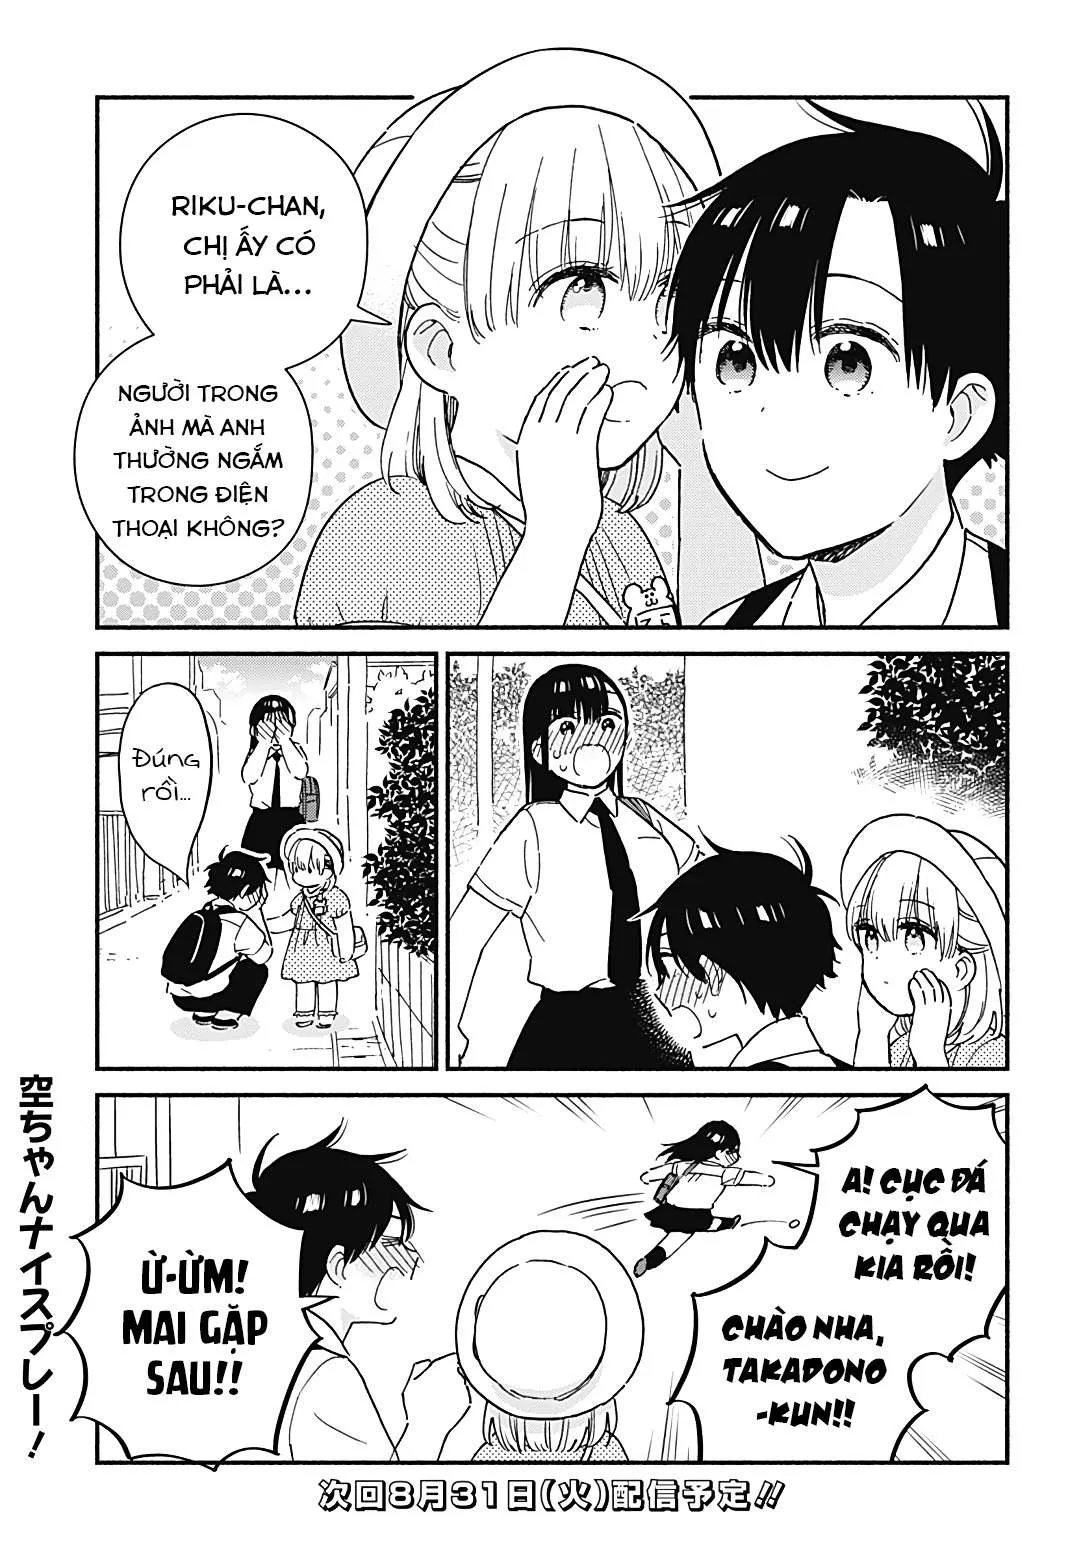 RIKU-CHAN,
CHỊ ẤY CÓ
PHẢI LÀ...
NGƯỜI TRONG
ẢNH MÀ ANH
THƯỜNG NGẮM
TRONG ĐIỆN
THOẠI KHÔNG?
Đúng
rồi...
A! CỤC ĐÁ
CHẠY QUA
KIA RỒI!
CHÀO NHA,
TAKADONO
-KUN!!
Ừ-ỪM!
MAI GẶP
SAU!!
空ちゃんナイスプレー!
次回8月31日(火)配信予定!!